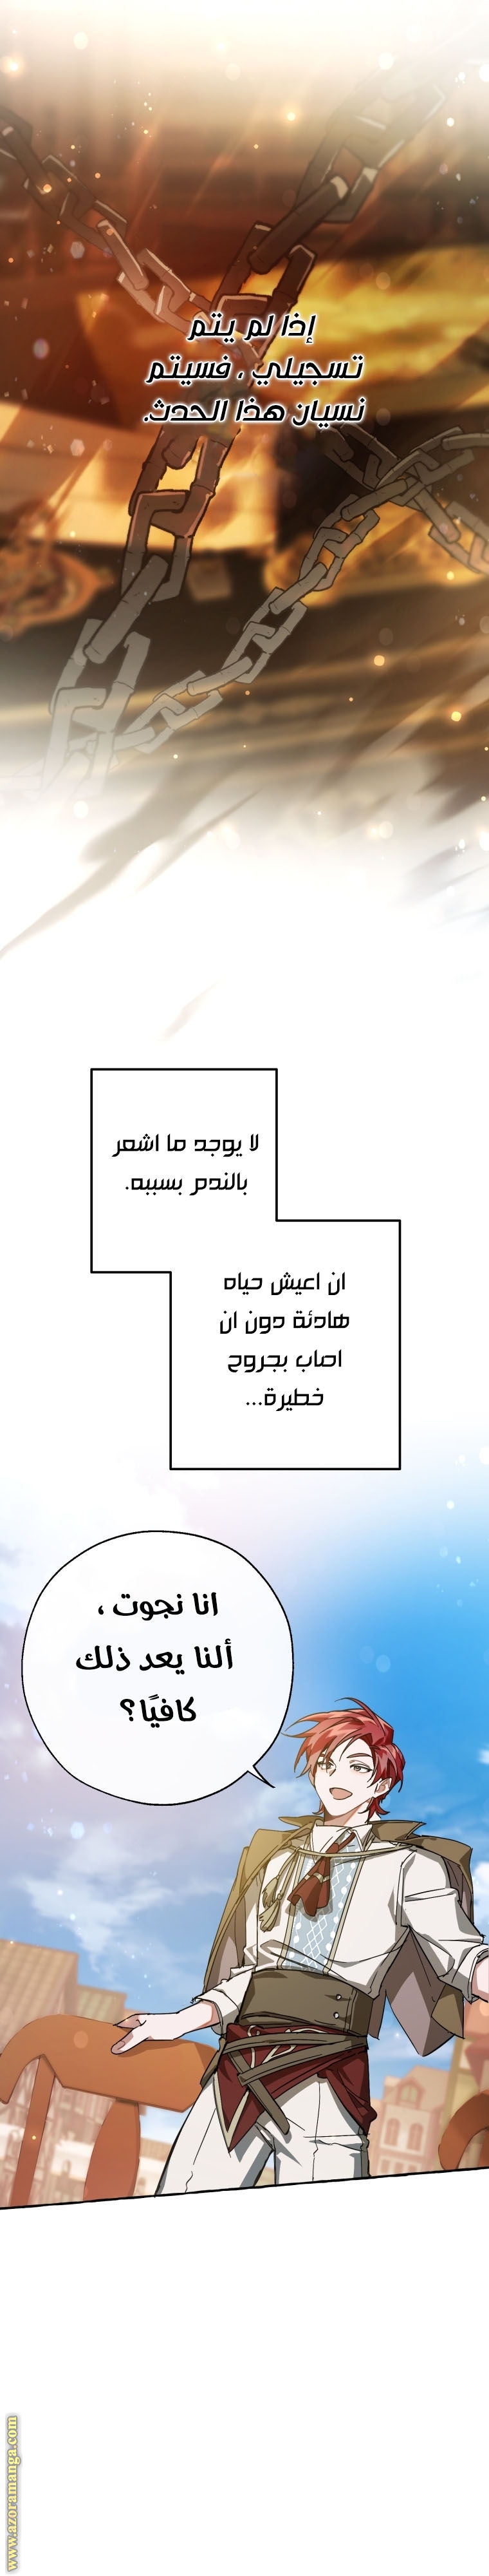 إذا لم يتم
تسجيلي ، فسيتم
نسيان هذا الحدث.
لا يوجد ما اشعر
بالندم بسببه.
ان اعيش حياه
هادئة دون ان
اصاب بجروح
خطيرة...
انا نجوت ،
ألنا يعد ذلك
كافيًا؟
www.azoramanga.com